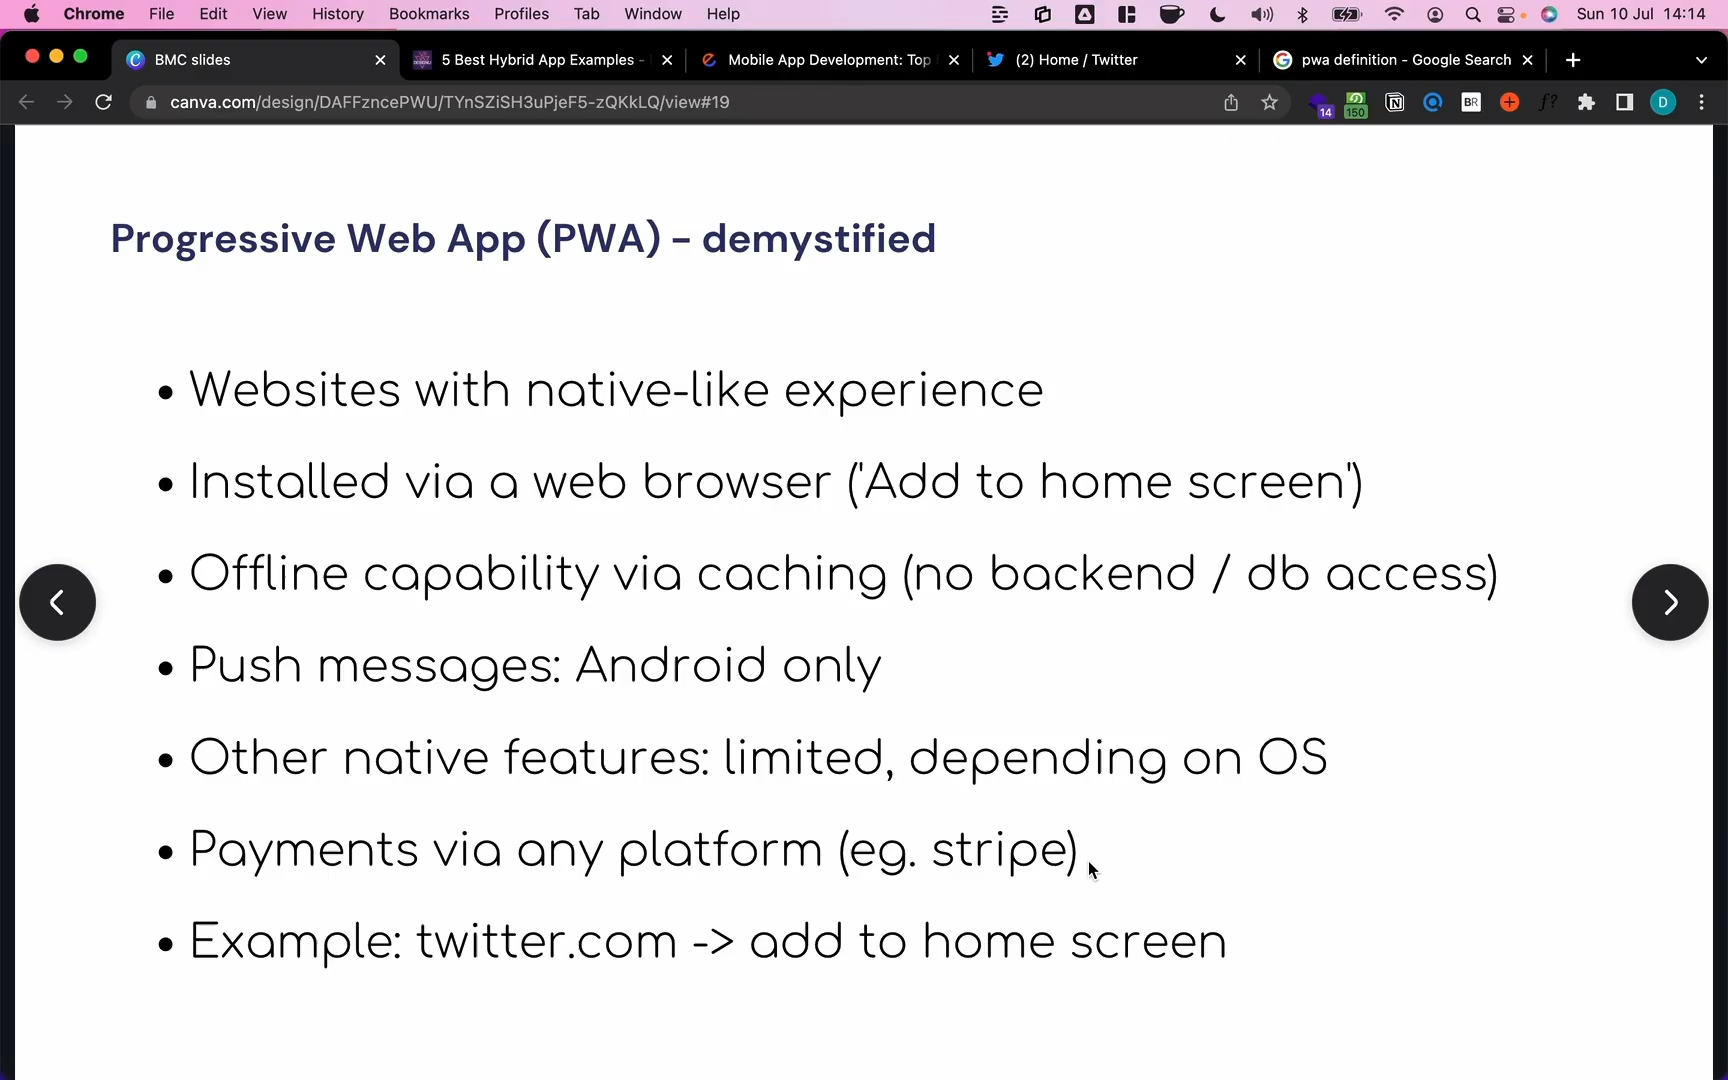 Chrome File Edit View History Bookmarks Profiles Tab Window Help Sun 10 Jul 14:14
BMC slides 5 Best Hybrid App Examples - Mobile App Development: Top (2) Home / Twitter pwa definition - Google Search
canva.com/design/DAFFzncePWU/TYnSZiSH3uPjeF5-zQKkLQ/view#19 14 150 BR f? D
Progressive Web App (PWA) - demystified
• Websites with native-like experience
• Installed via a web browser ('Add to home screen')
• Offline capability via caching (no backend / db access)
• Push messages: Android only
• Other native features: limited, depending on OS
• Payments via any platform (eg. stripe)
• Example: twitter.com -> add to home screen